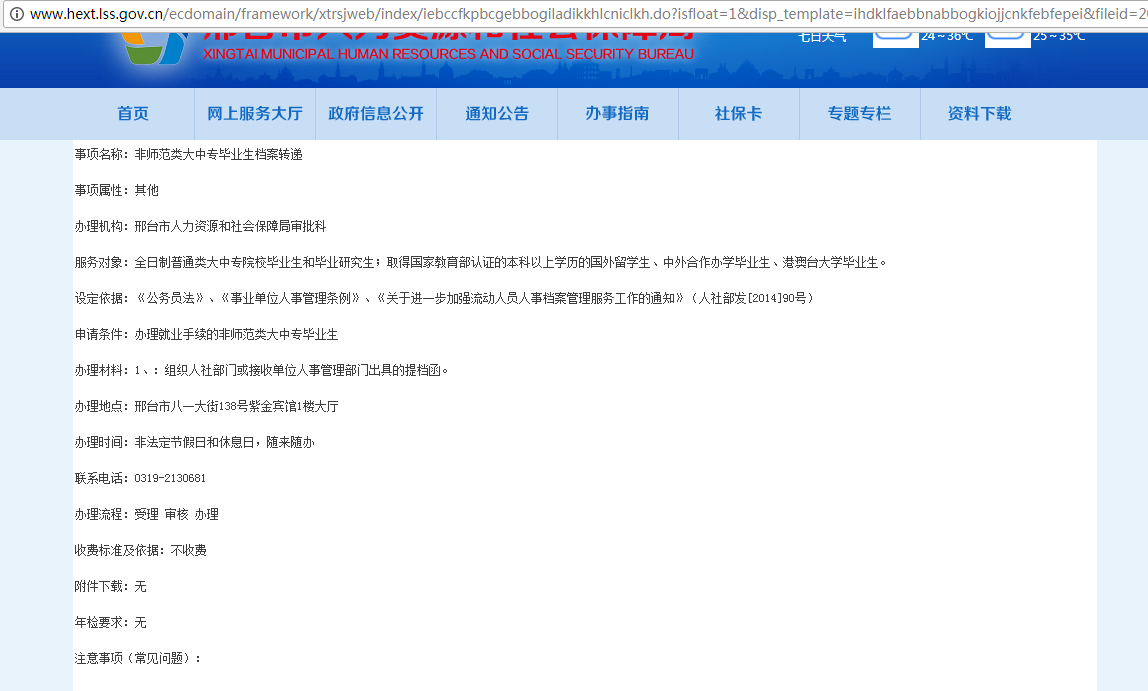 www.hext.lss.gov.cn/ecdomain/framework/xtrsjweb/index/iebccfkpbcgebbogiladikkhlcniclkh.do?isfloat=1&disp_template=ihdklfaebbnabbogkiojjcnkfebfepei&fileid=2
邢台市人力资源和社会保障局
七日天气 24～36℃ 25～35℃
XINGTAI MUNICIPAL HUMAN RESOURCES AND SOCIAL SECURITY BUREAU
首页 网上服务大厅 政府信息公开 通知公告 办事指南 社保卡 专题专栏 资料下载
事项名称：非师范类大中专毕业生档案转递
事项属性：其他
办理机构：邢台市人力资源和社会保障局审批科
服务对象：全日制普通类大中专院校毕业生和毕业研究生；取得国家教育部认证的本科以上学历的国外留学生、中外合作办学毕业生、港澳台大学毕业生。
设定依据：《公务员法》、《事业单位人事管理条例》、《关于进一步加强流动人员人事档案管理服务工作的通知》（人社部发[2014]90号）
申请条件：办理就业手续的非师范类大中专毕业生
办理材料：1、：组织人社部门或接收单位人事管理部门出具的提档函。
办理地点：邢台市八一大街138号紫金宾馆1楼大厅
办理时间：非法定节假日和休息日，随来随办
联系电话：0319-2130681
办理流程：受理 审核 办理
收费标准及依据：不收费
附件下载：无
年检要求：无
注意事项（常见问题）：